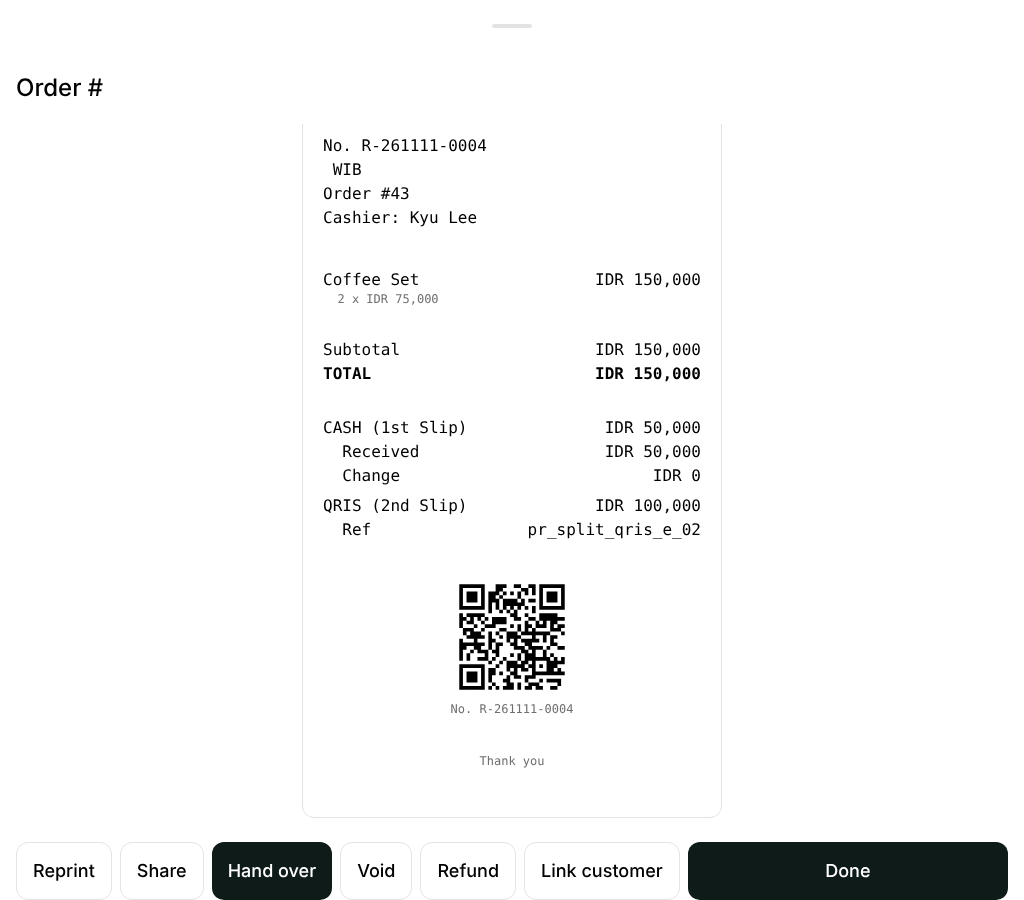 Order #
No. R-261111-0004
WIB
Order #43
Cashier: Kyu Lee
Coffee Set IDR 150,000
2 x IDR 75,000
Subtotal IDR 150,000
TOTAL IDR 150,000
CASH (1st Slip) IDR 50,000
Received IDR 50,000
Change IDR 0
QRIS (2nd Slip) IDR 100,000
Ref pr_split_qris_e_02
No. R-261111-0004
Thank you
Reprint Share Hand over Void Refund Link customer Done